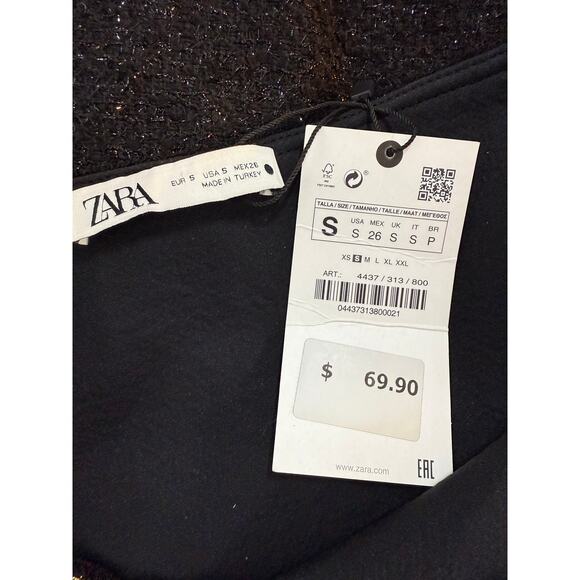 ZARA
EUR S USA S MEX 26
MADE IN TURKEY
FSC
®
TALLA / SIZE / TAMANHO / TAILLE / MAAT / ΜΕΓΕΘΟΣ
S
USA MEX UK IT BR
S 26 S S P
XS S M L XL XXL
ART.: 4437 / 313 / 800
04437313800021
$ 69.90
www.zara.com
EAC